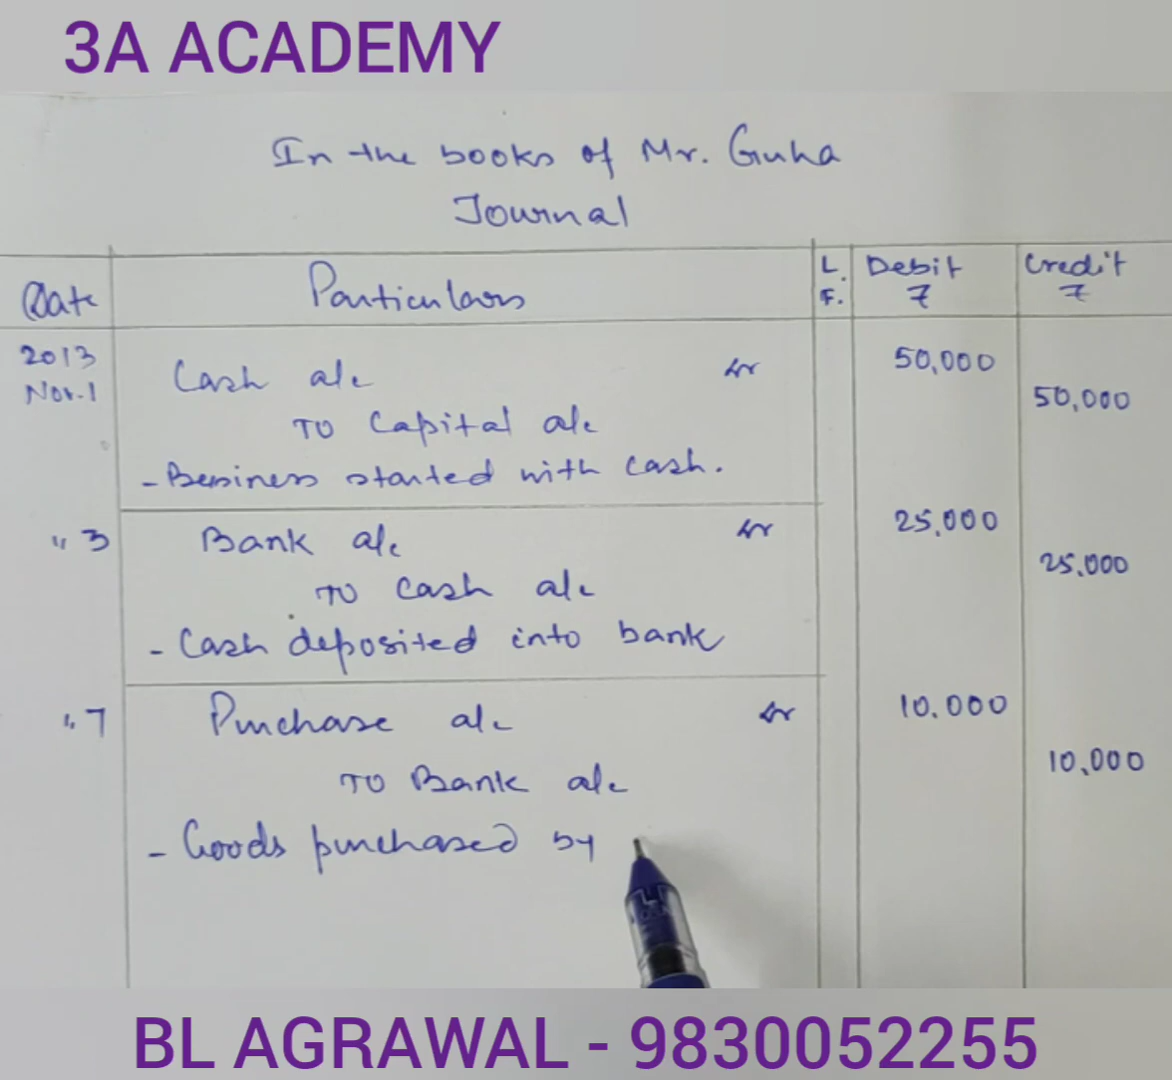 3A ACADEMY
In the books of Mr. Guha
Journal
Date Particulars L.F. Debit ₹ Credit ₹
2013
Nov. 1 Cash a/c Dr 50,000
To Capital a/c 50,000
- Business started with cash.
" 3 Bank a/c Dr 25,000
To Cash a/c 25,000
- Cash deposited into bank
" 7 Purchase a/c Dr 10,000
To Bank a/c 10,000
- Goods purchased by
BL AGRAWAL - 9830052255